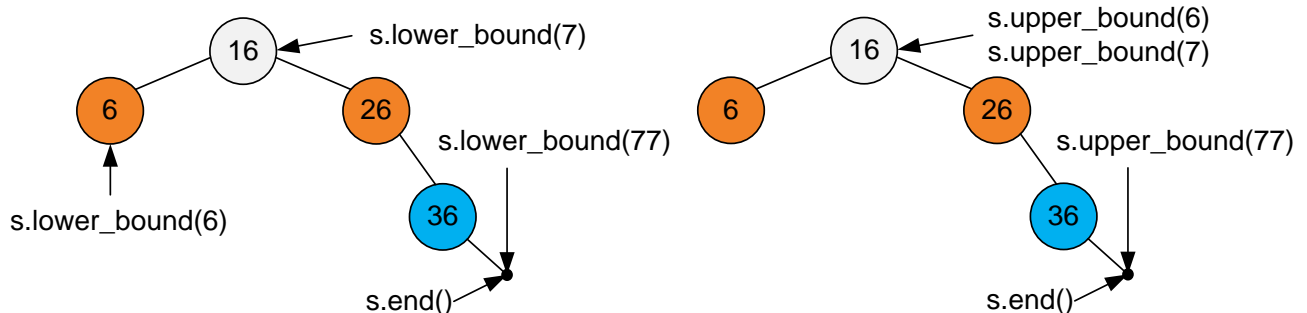 s.lower_bound(7)
16
6
26
s.lower_bound(77)
s.lower_bound(6)
36
s.end()
s.upper_bound(6)
s.upper_bound(7)
16
6
26
s.upper_bound(77)
36
s.end()